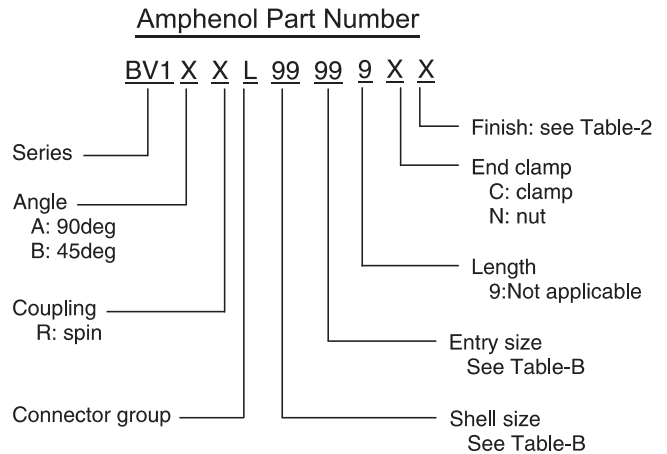 Amphenol Part Number
BV1 X X L 99 99 9 X X
Series
Angle
A: 90deg
B: 45deg
Coupling
R: spin
Connector group
Finish: see Table-2
End clamp
C: clamp
N: nut
Length
9:Not applicable
Entry size
See Table-B
Shell size
See Table-B